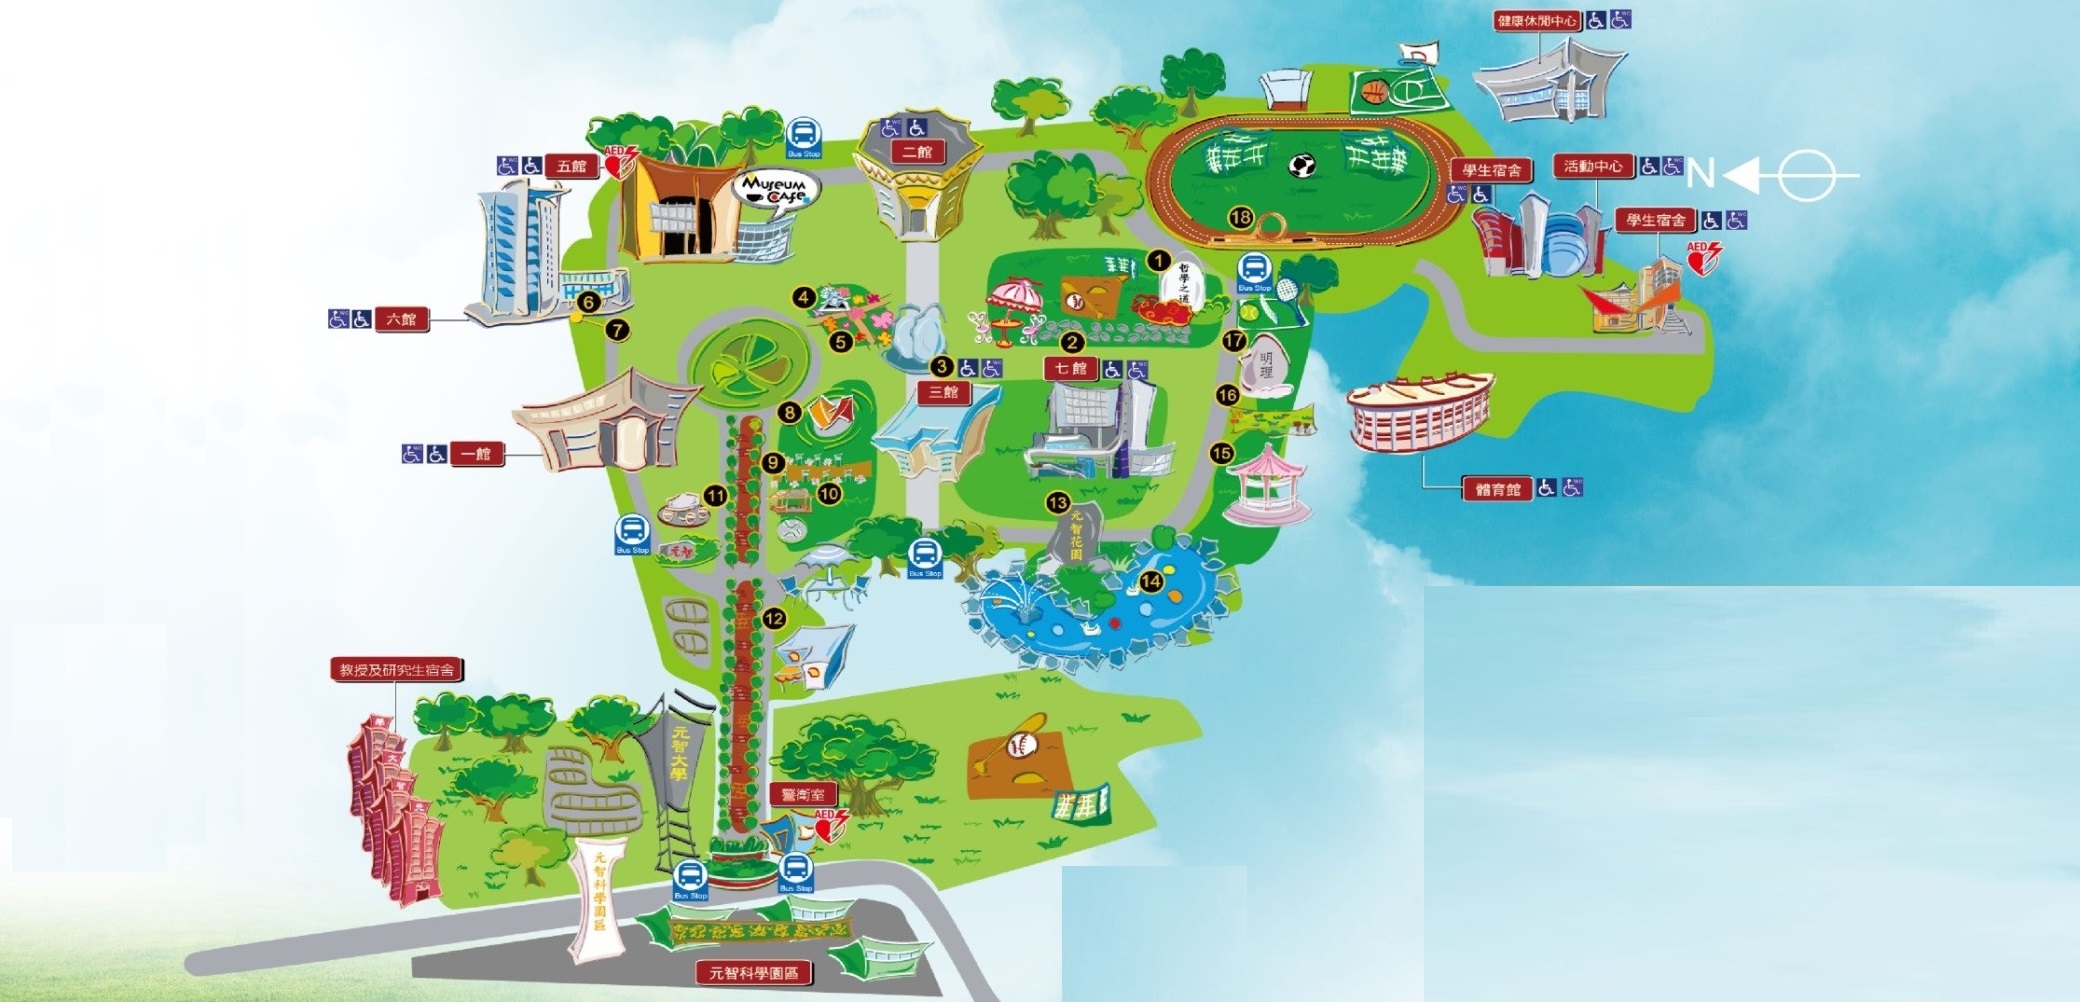 健康休閒中心
五館
AED
Bus Stop
二館
Museum
Cafe
學生宿舍
活動中心
N
學生宿舍
AED
18
1
哲學之道
Bus Stop
六館
6
7
4
5
2
3
三館
七館
17
明理
16
15
8
一館
9
10
11
體育館
13
元智花園
Bus Stop
元智
Bus Stop
14
12
教授及研究生宿舍
元智大學
警衛室
AED
元智科學園區
Bus Stop
Bus Stop
元智科學園區